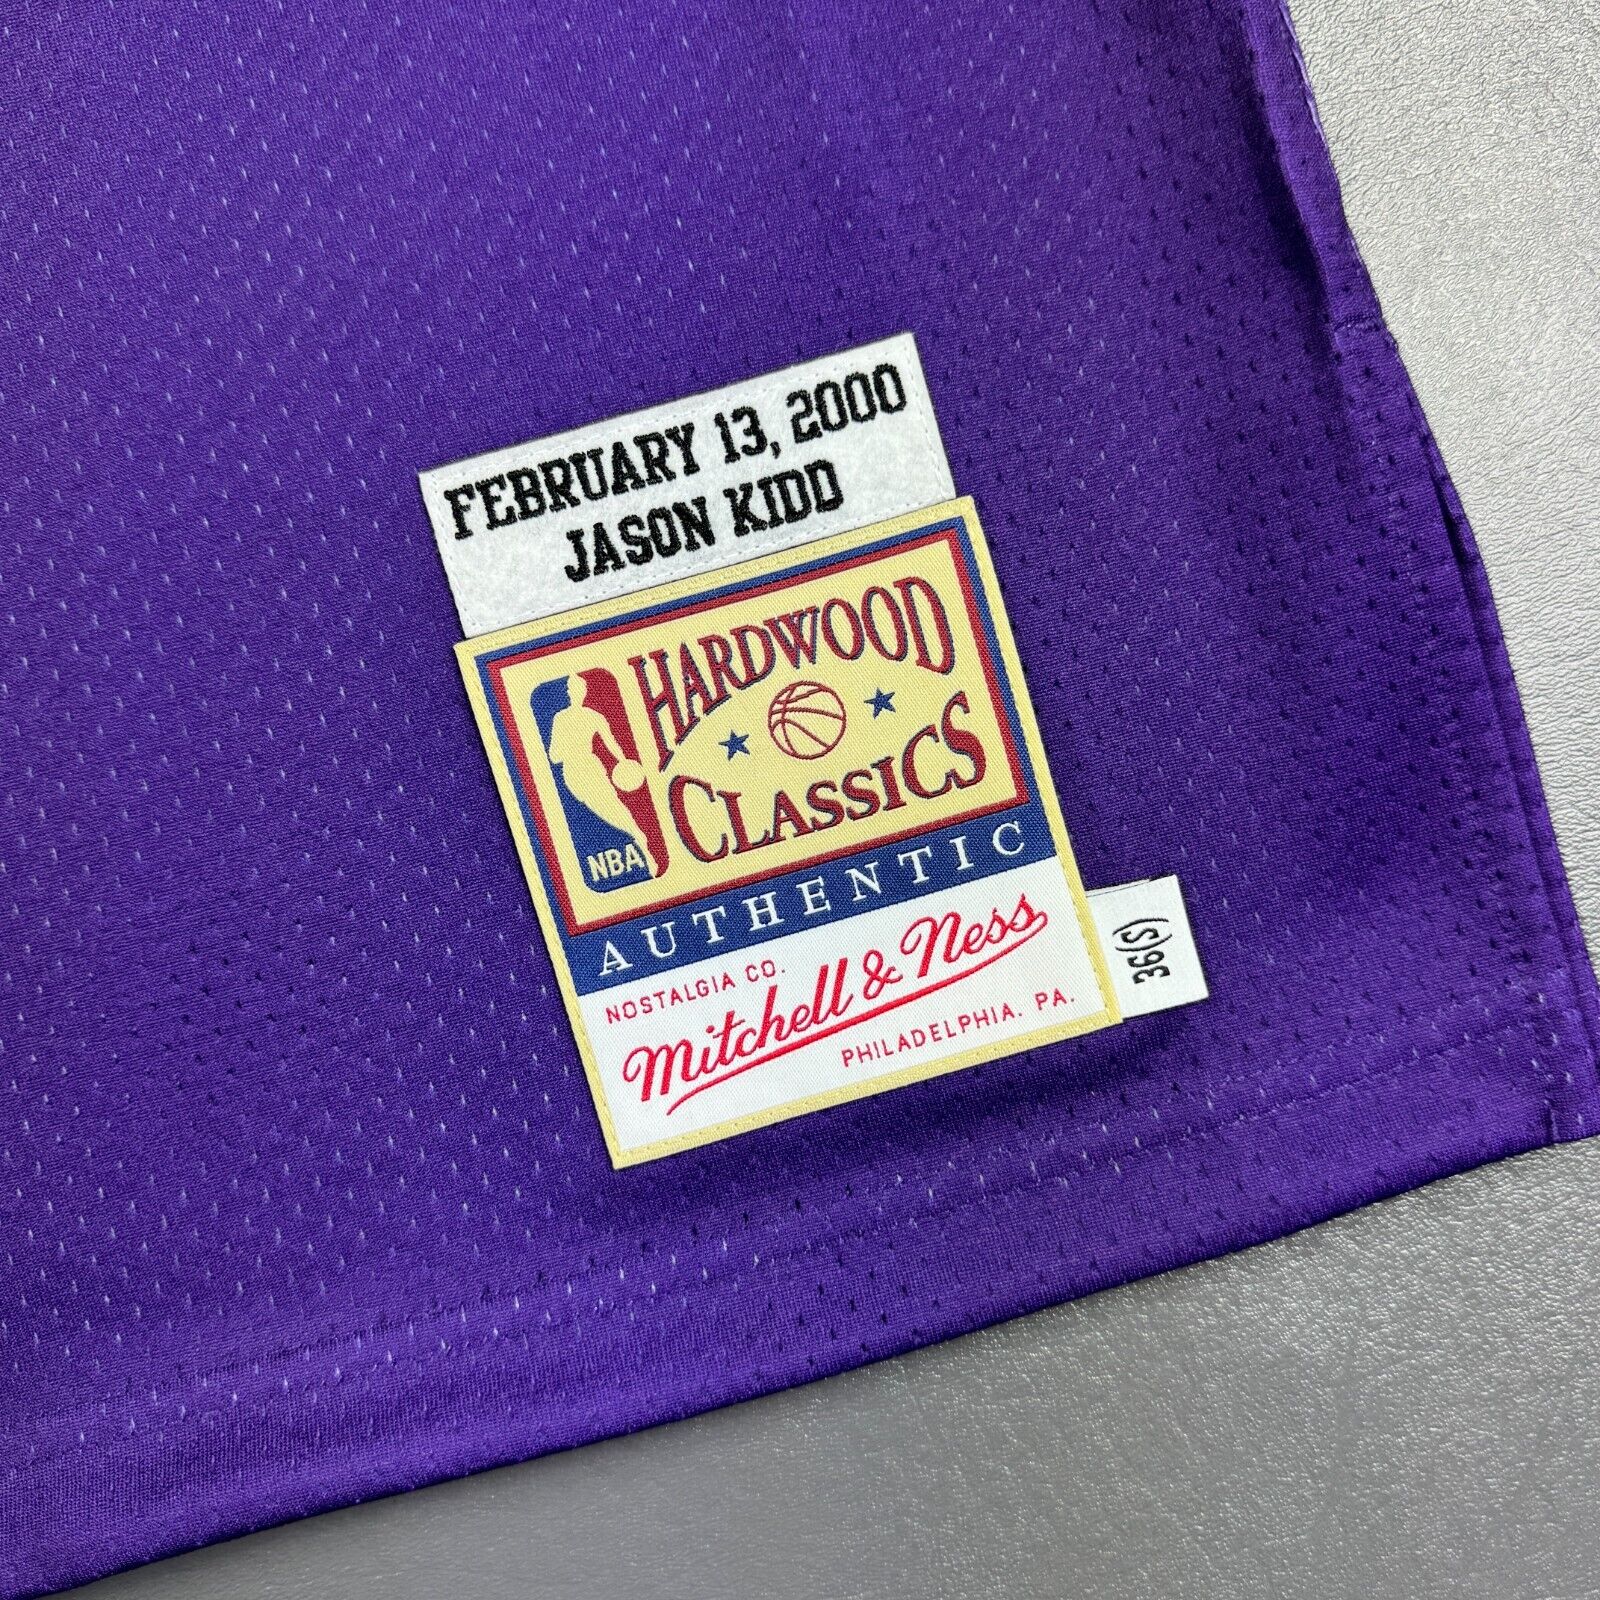 FEBRUARY 13, 2000
JASON KIDD
HARDWOOD
CLASSICS
NBA
AUTHENTIC
NOSTALGIA CO.
Mitchell & Ness
PHILADELPHIA, PA.
36(S)